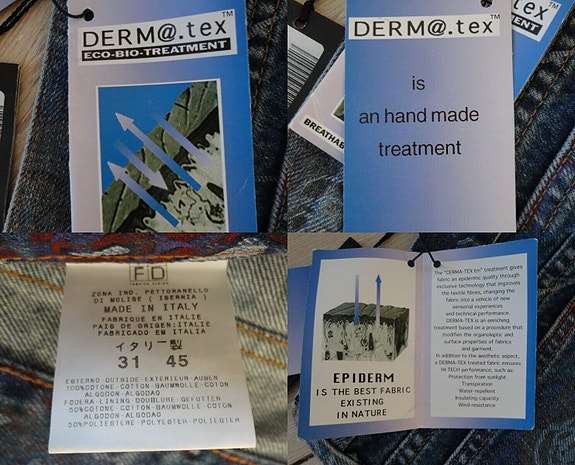 DERM@.tex™
ECO-BIO-TREATMENT
tex™
BREATHABLE
DERM@.tex™
is
an hand made
treatment
FD
ZONA IND. PETTORANELLO
DI MOLISE ( ISERNIA )
MADE IN ITALY
FABRIQUE EN ITALIE
PAIS DE ORIGEN:ITALIE
FABRICADO EM ITALIA
イタリー製
31 45
ESTERNO OUTSIDE-EXTERIEUR-AUBEN
100%COTONE-COTTON-BAUMWOLLE-COTON
ALGODON-ALGODAO
FODERA-LINING DOUBLURE-GEFUTTER
50%COTONE-COTTON-BAUMWOLLE-COTON
ALGODON-ALGODAO
50%POLIESTERE-POLYESTER-POLIESTER
EPIDERM
IS THE BEST FABRIC
EXISTING
IN NATURE
The "DERMA-TEX tm" treatment gives
fabric an epidermic quality through
exclusive technology that improves
the textile fibres, changing the
fabric into a vehicle of new
sensorial experiences
and technical performance.
DERMA-TEX is an enriching
treatment based on a procedure that
modifies the organoleptic and
surface properties of fabrics
and garment.
In addition to the aesthetic aspect,
a DERMA-TEX treated fabric ensures
HI-TECH performance, such as:
Protection from sunlight
Transpiration
Water-repellent
Insulating capacity
Wind-resistance